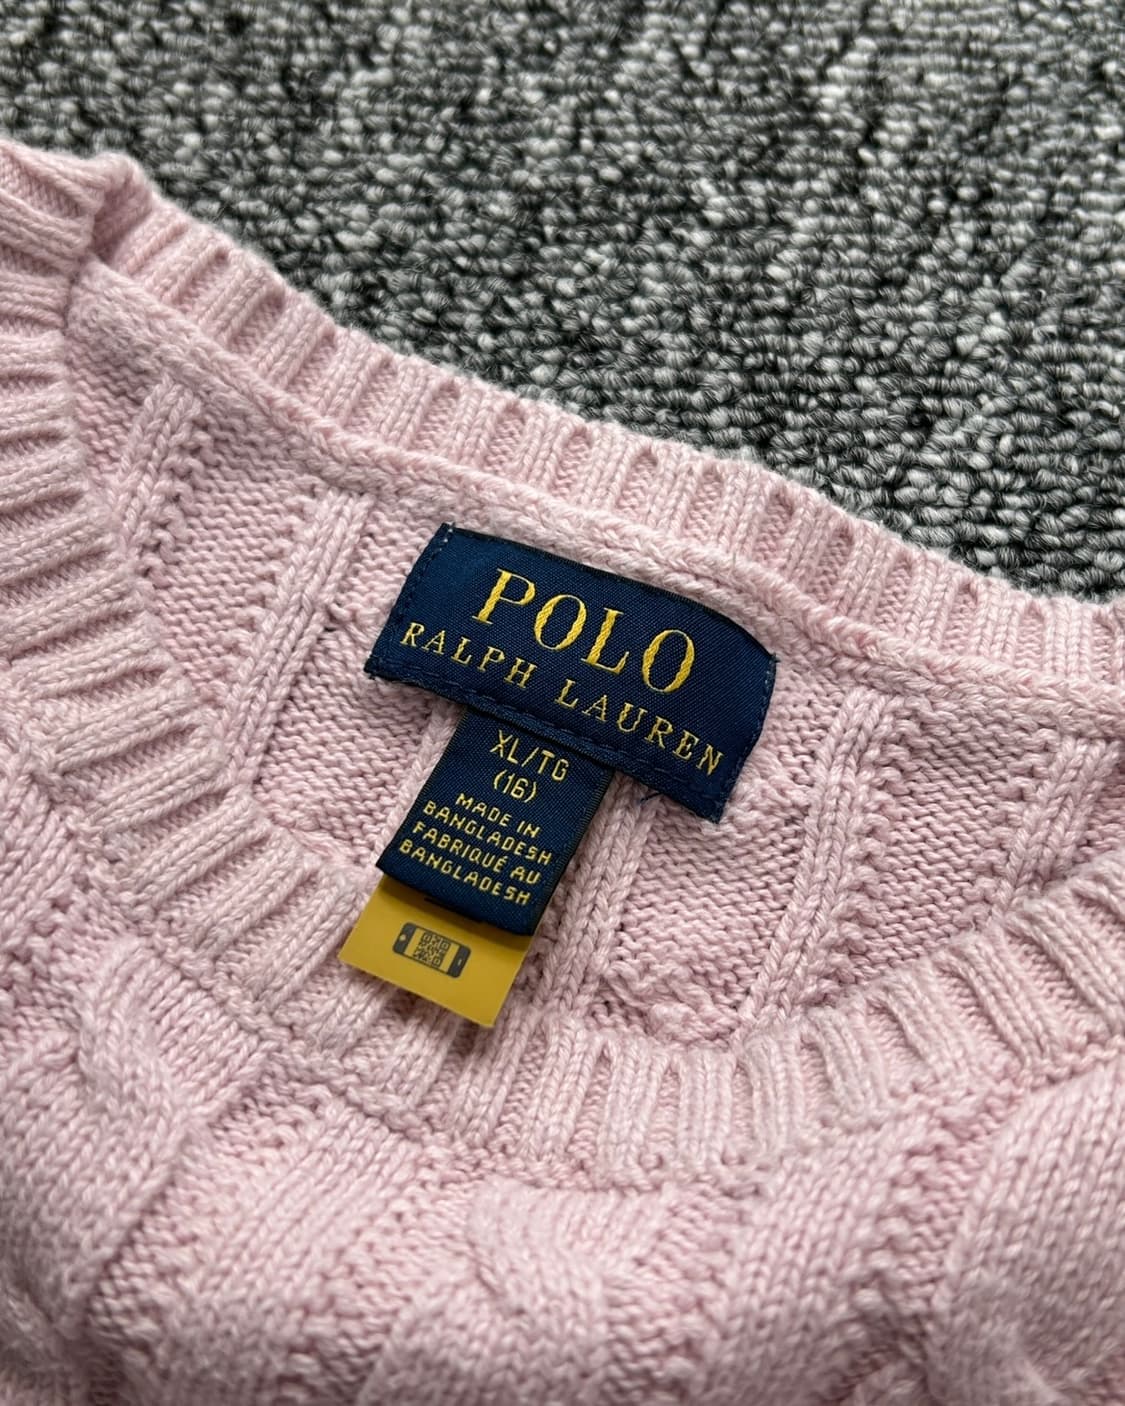 POLO
RALPH LAUREN
XL/TG
(16)
MADE IN
BANGLADESH
FABRIQUÉ AU
BANGLADESH